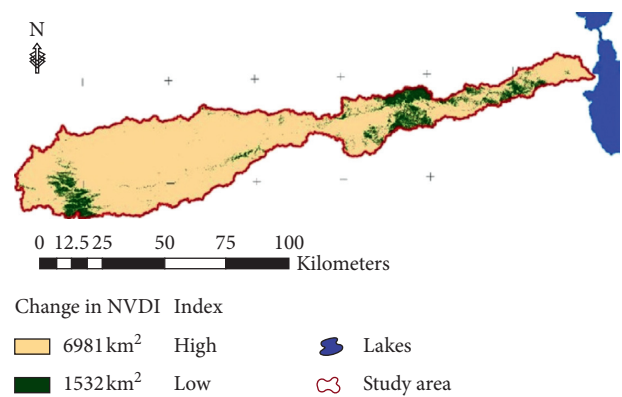 N
0 12.5 25 50 75 100
Kilometers
Change in NVDI Index
6981 km² High Lakes
1532 km² Low Study area